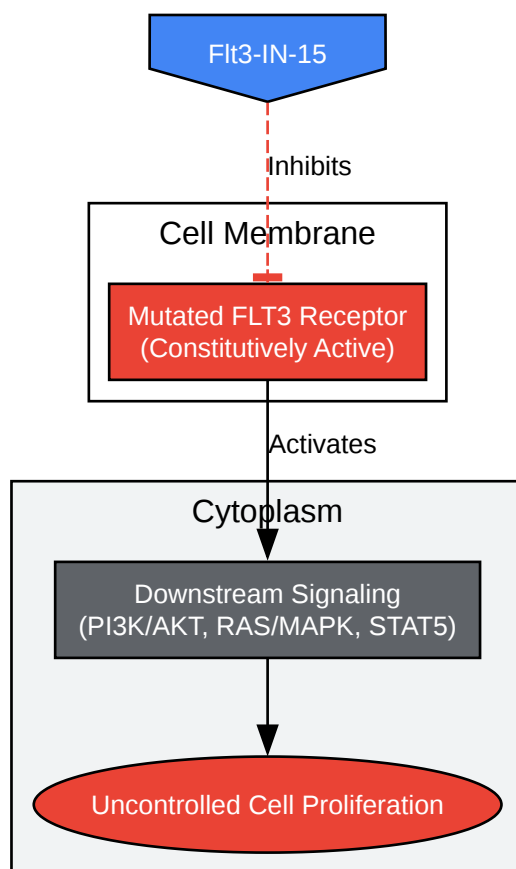 Flt3-IN-15
Inhibits
Cell Membrane
Mutated FLT3 Receptor
(Constitutively Active)
Activates
Cytoplasm
Downstream Signaling
(PI3K/AKT, RAS/MAPK, STAT5)
Uncontrolled Cell Proliferation